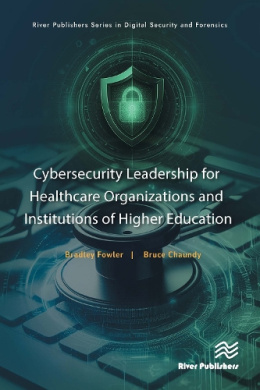 River Publishers Series in Digital Security and Forensics
Cybersecurity Leadership for
Healthcare Organizations and
Institutions of Higher Education
Bradley Fowler | Bruce Chaundy
River Publishers